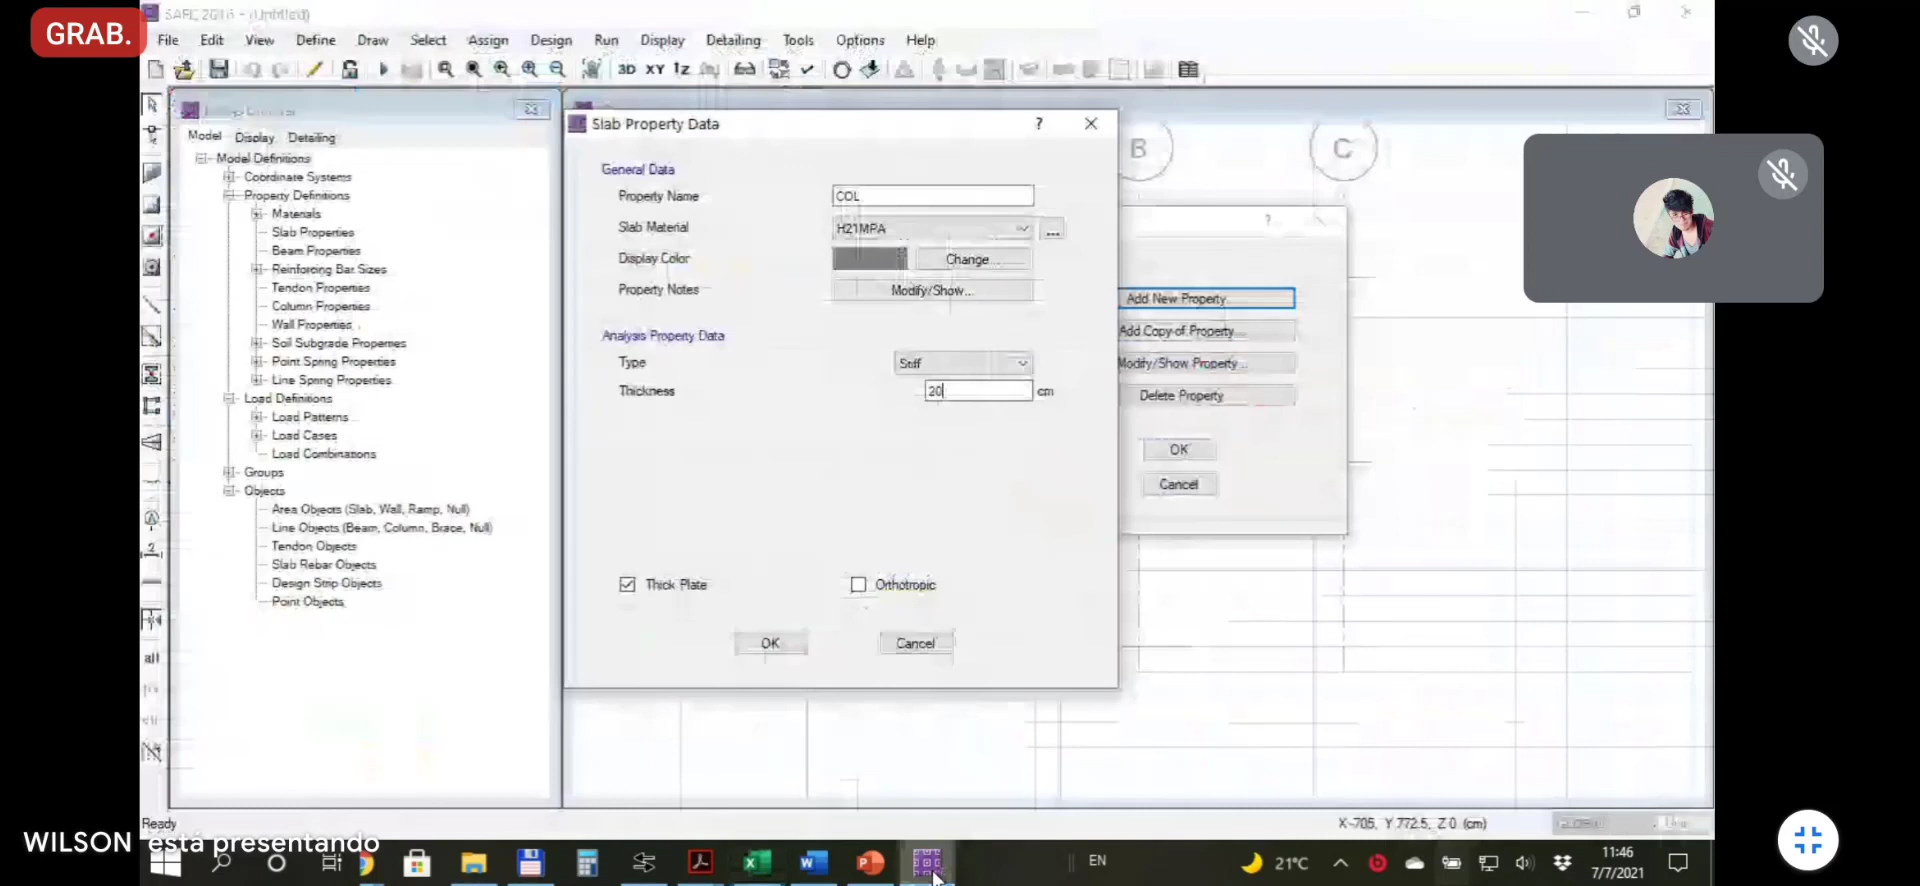 GRAB.
SAFE 2016 - (Untitled)
File Edit View Define Draw Select Assign Design Run Display Detailing Tools Options Help
3D XY
Model Display Detailing
Model Definitions
Coordinate Systems
Property Definitions
Materials
Slab Properties
Beam Properties
Reinforcing Bar Sizes
Tendon Properties
Column Properties
Wall Properties
Soil Subgrade Properties
Point Spring Properties
Line Spring Properties
Load Definitions
Load Patterns
Load Cases
Load Combinations
Groups
Objects
Area Objects (Slab, Wall, Ramp, Null)
Line Objects (Beam, Column, Brace, Null)
Tendon Objects
Slab Rebar Objects
Design Strip Objects
Point Objects
all
Slab Property Data
?
General Data
Property Name COL
Slab Material H21MPA
...
Display Color Change...
Property Notes Modify/Show...
Analysis Property Data
Type Stiff
Thickness 20 cm
Thick Plate
Orthotropic
OK Cancel
B C
?
Add New Property...
Add Copy of Property...
Modify/Show Property...
Delete Property
OK
Cancel
Ready
X -705, Y 772.5, Z 0 (cm)
WILSON está presentando
EN
21°C
11:46
7/7/2021